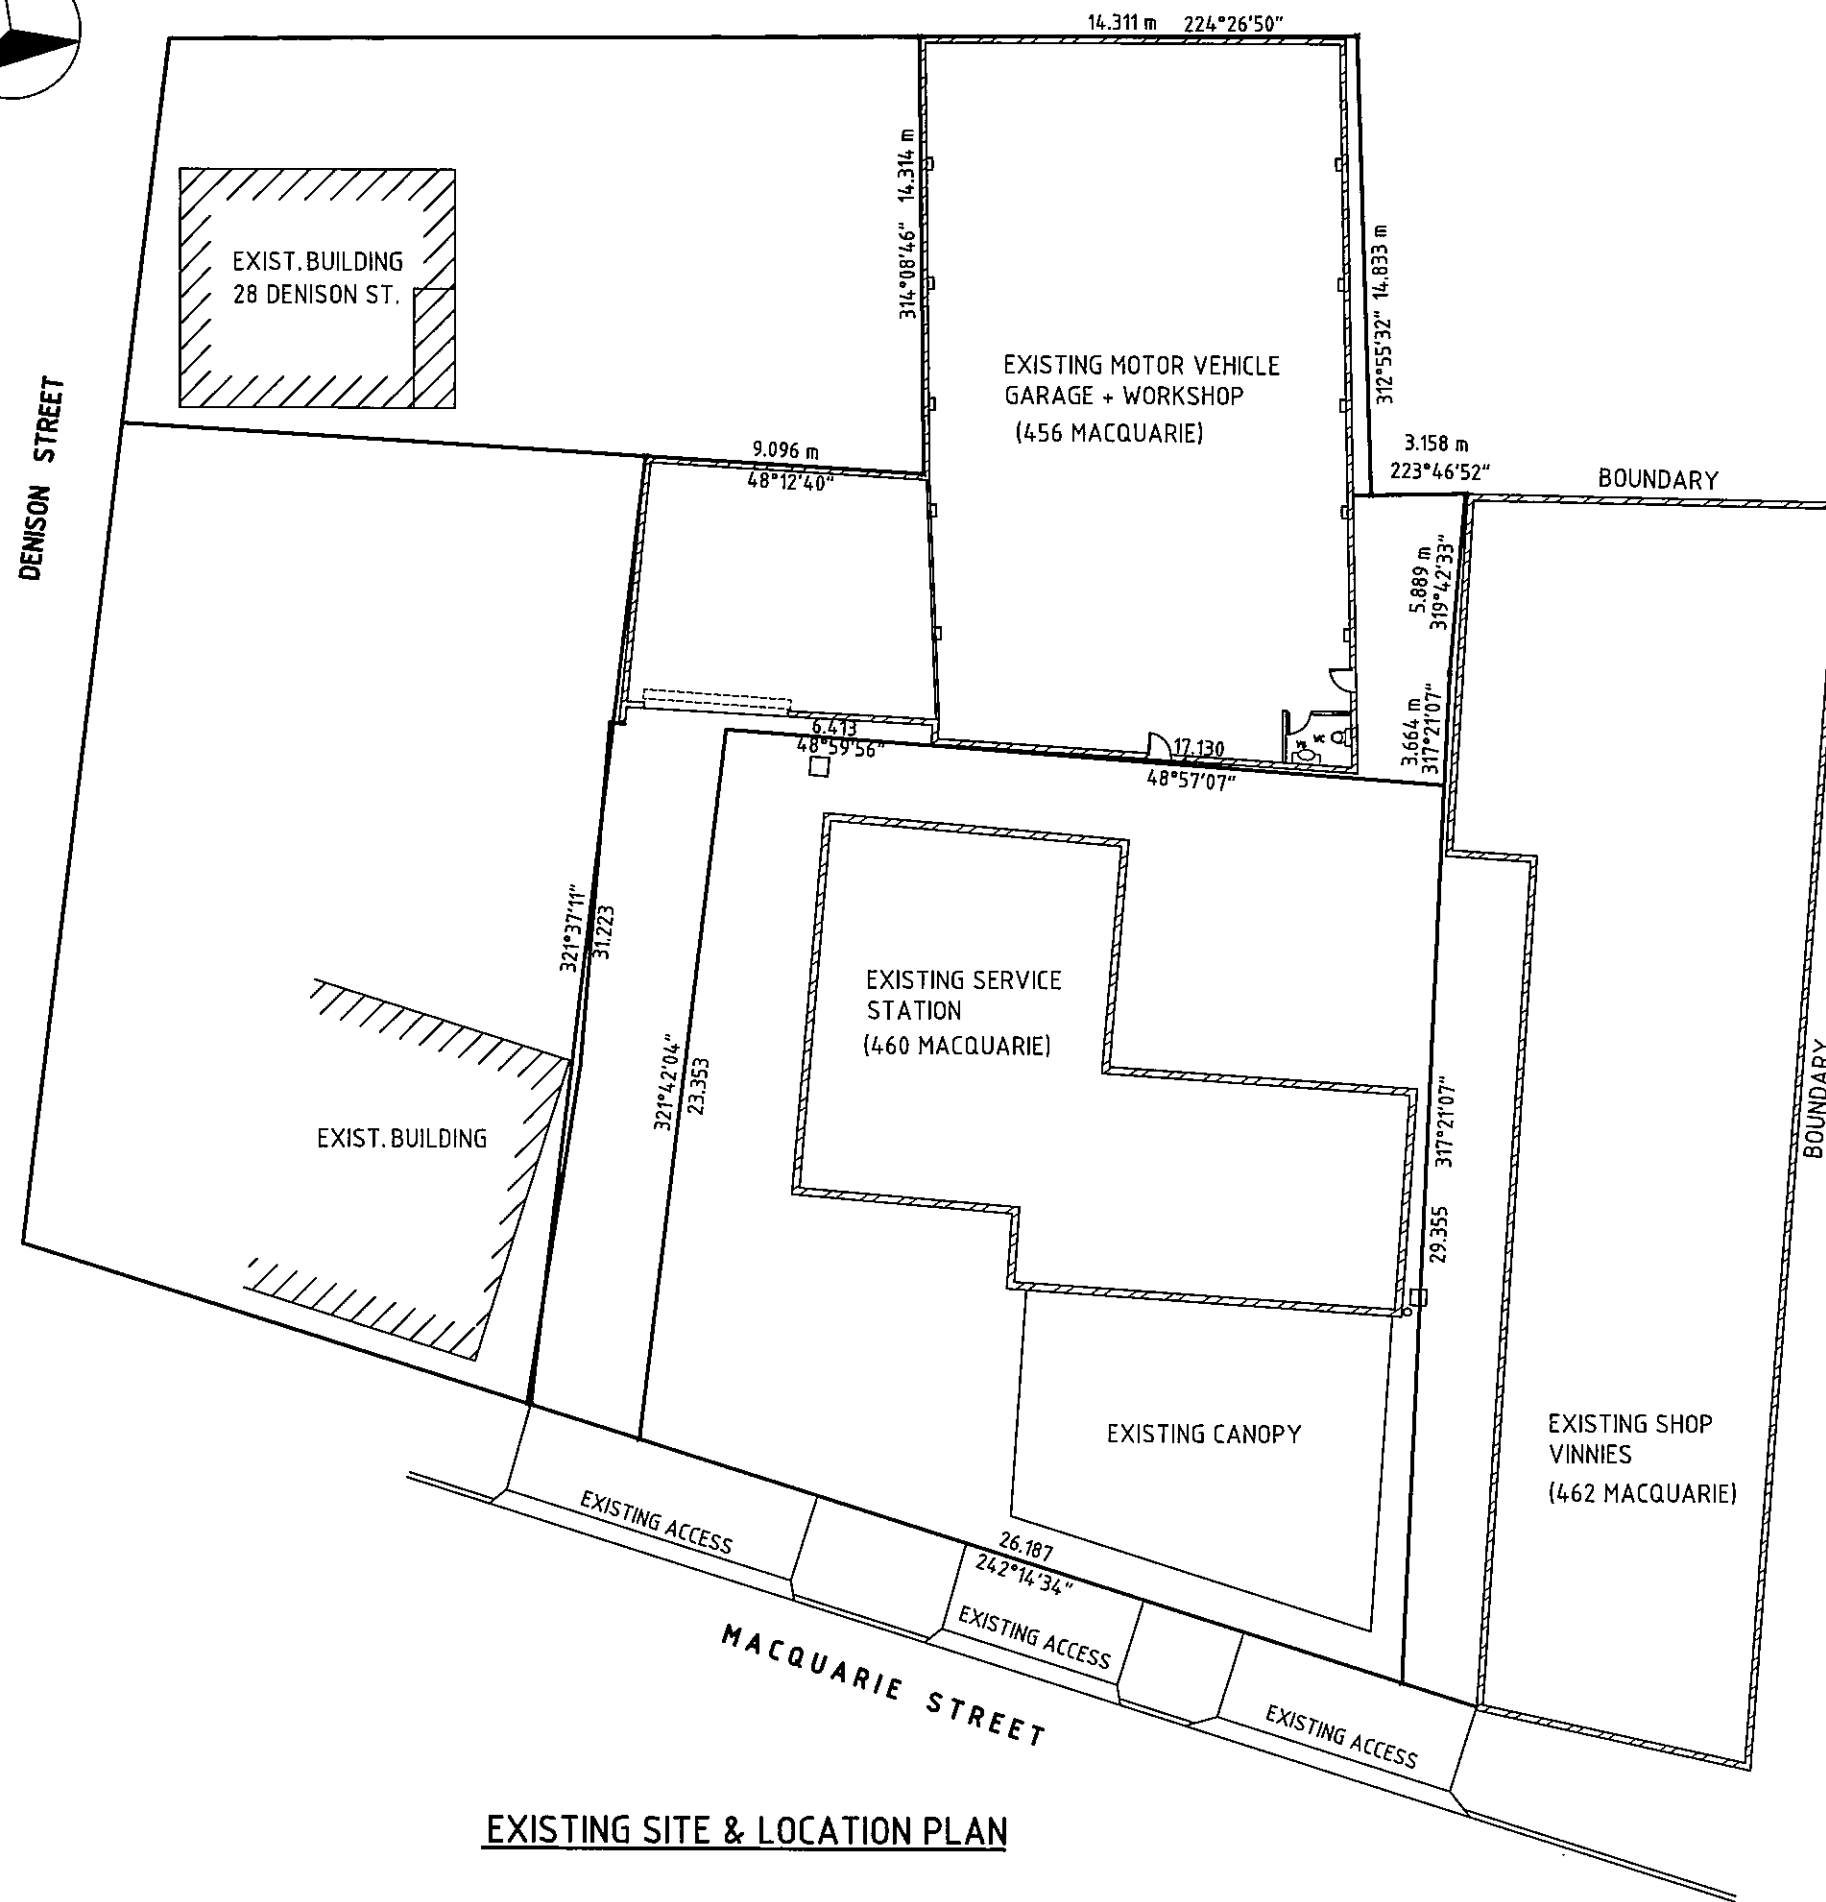 14.311 m 224°26'50"
314°08'46" 14.314 m
EXIST. BUILDING
28 DENISON ST.
312°55'32" 14.833 m
EXISTING MOTOR VEHICLE
GARAGE + WORKSHOP
(456 MACQUARIE)
DENISON STREET
9.096 m
48°12'40"
3.158 m
223°46'52"
BOUNDARY
5.889 m
319°42'33"
3.664 m
317°21'07"
6.413
48°59'56"
17.130
48°57'07"
321°37'11"
31.223
EXISTING SERVICE
STATION
(460 MACQUARIE)
321°42'04"
23.353
317°21'07"
29.355
BOUNDARY
EXIST. BUILDING
EXISTING CANOPY
EXISTING SHOP
VINNIES
(462 MACQUARIE)
EXISTING ACCESS
26.187
242°14'34"
EXISTING ACCESS
EXISTING ACCESS
MACQUARIE STREET
EXISTING SITE & LOCATION PLAN